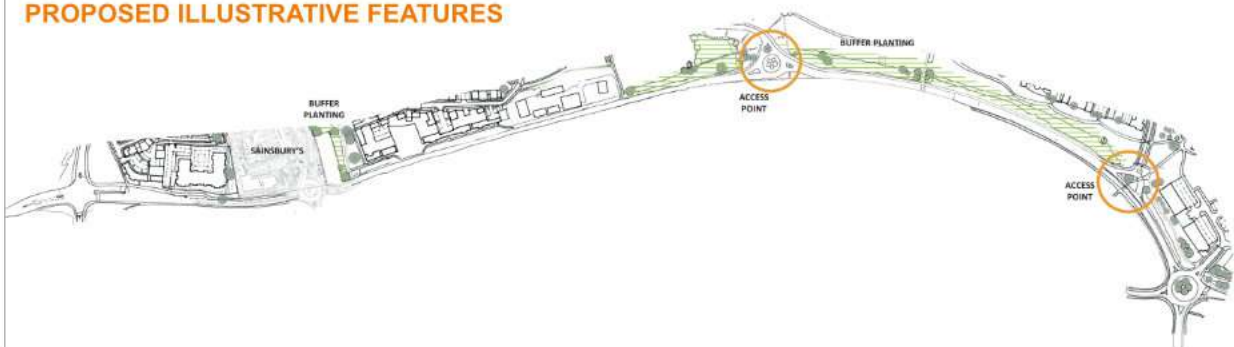 PROPOSED ILLUSTRATIVE FEATURES
BUFFER PLANTING
ACCESS
POINT
BUFFER
PLANTING
SAINSBURY'S
ACCESS
POINT